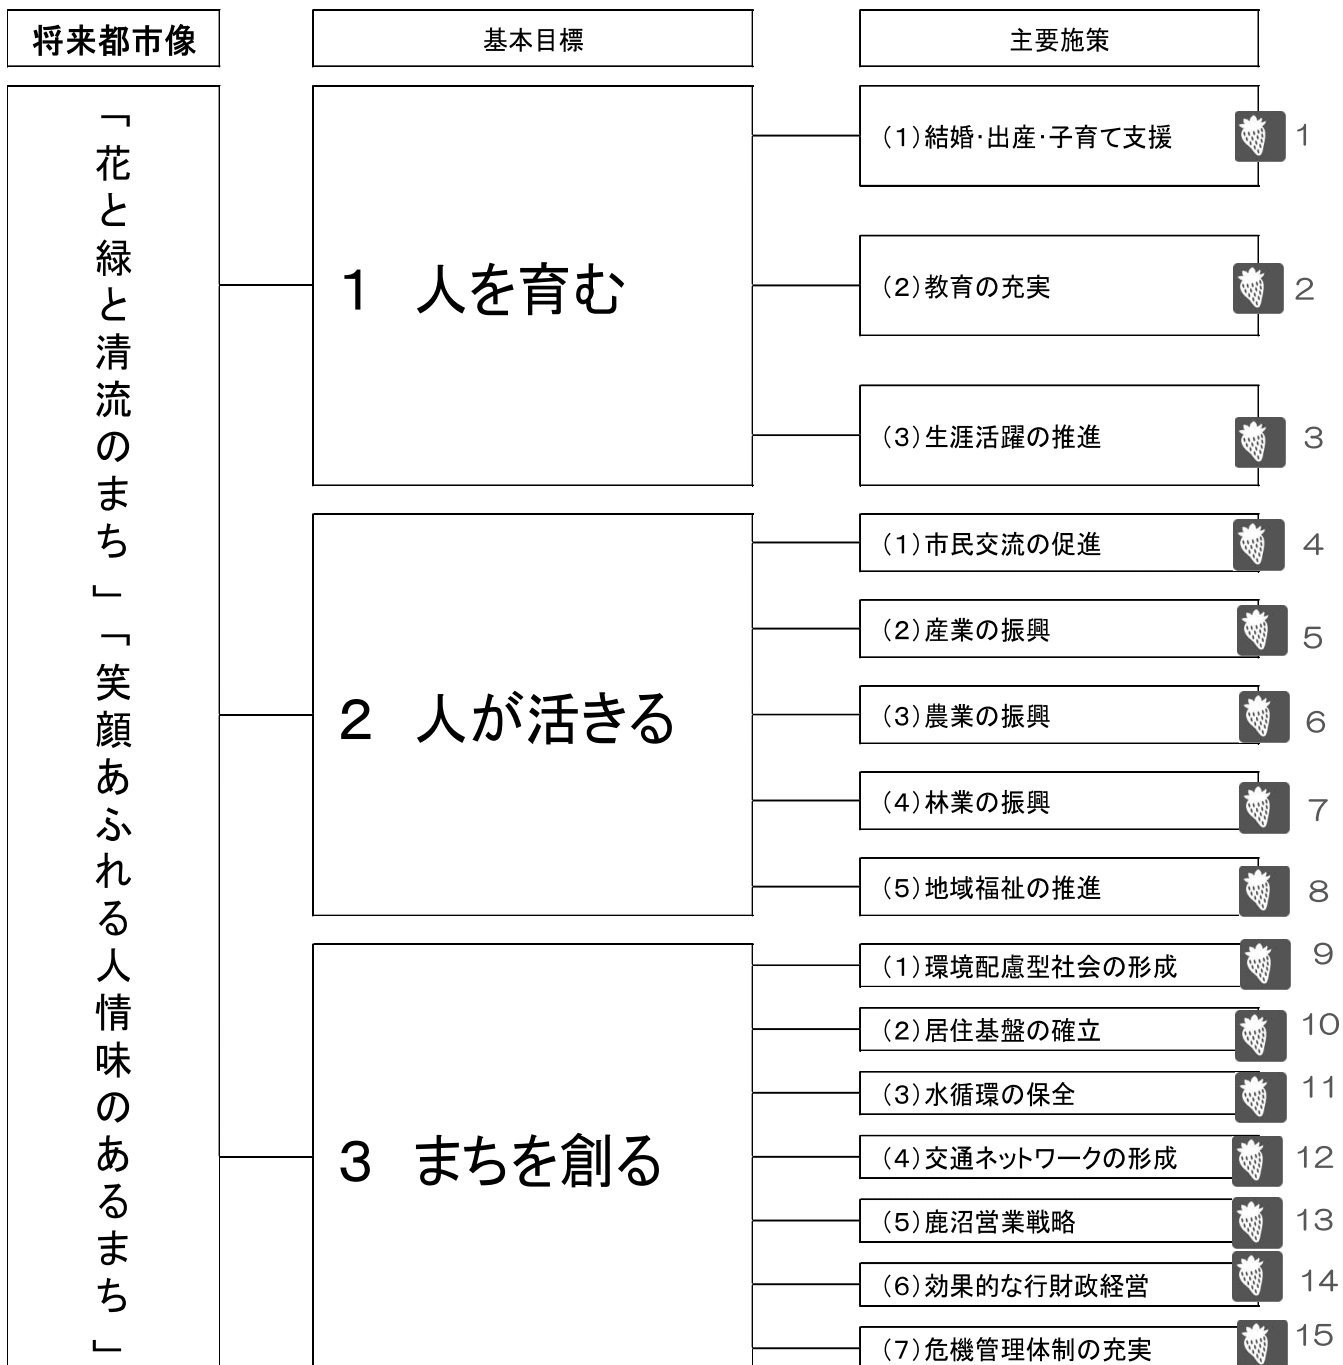 将来都市像
基本目標
主要施策
「花と緑と清流のまち」「笑顔あふれる人情味のあるまち」
1 人を育む
(1)結婚・出産・子育て支援
1
(2)教育の充実
2
(3)生涯活躍の推進
3
2 人が活きる
(1)市民交流の促進
4
(2)産業の振興
5
(3)農業の振興
6
(4)林業の振興
7
(5)地域福祉の推進
8
3 まちを創る
(1)環境配慮型社会の形成
9
(2)居住基盤の確立
10
(3)水循環の保全
11
(4)交通ネットワークの形成
12
(5)鹿沼営業戦略
13
(6)効果的な行財政経営
14
(7)危機管理体制の充実
15